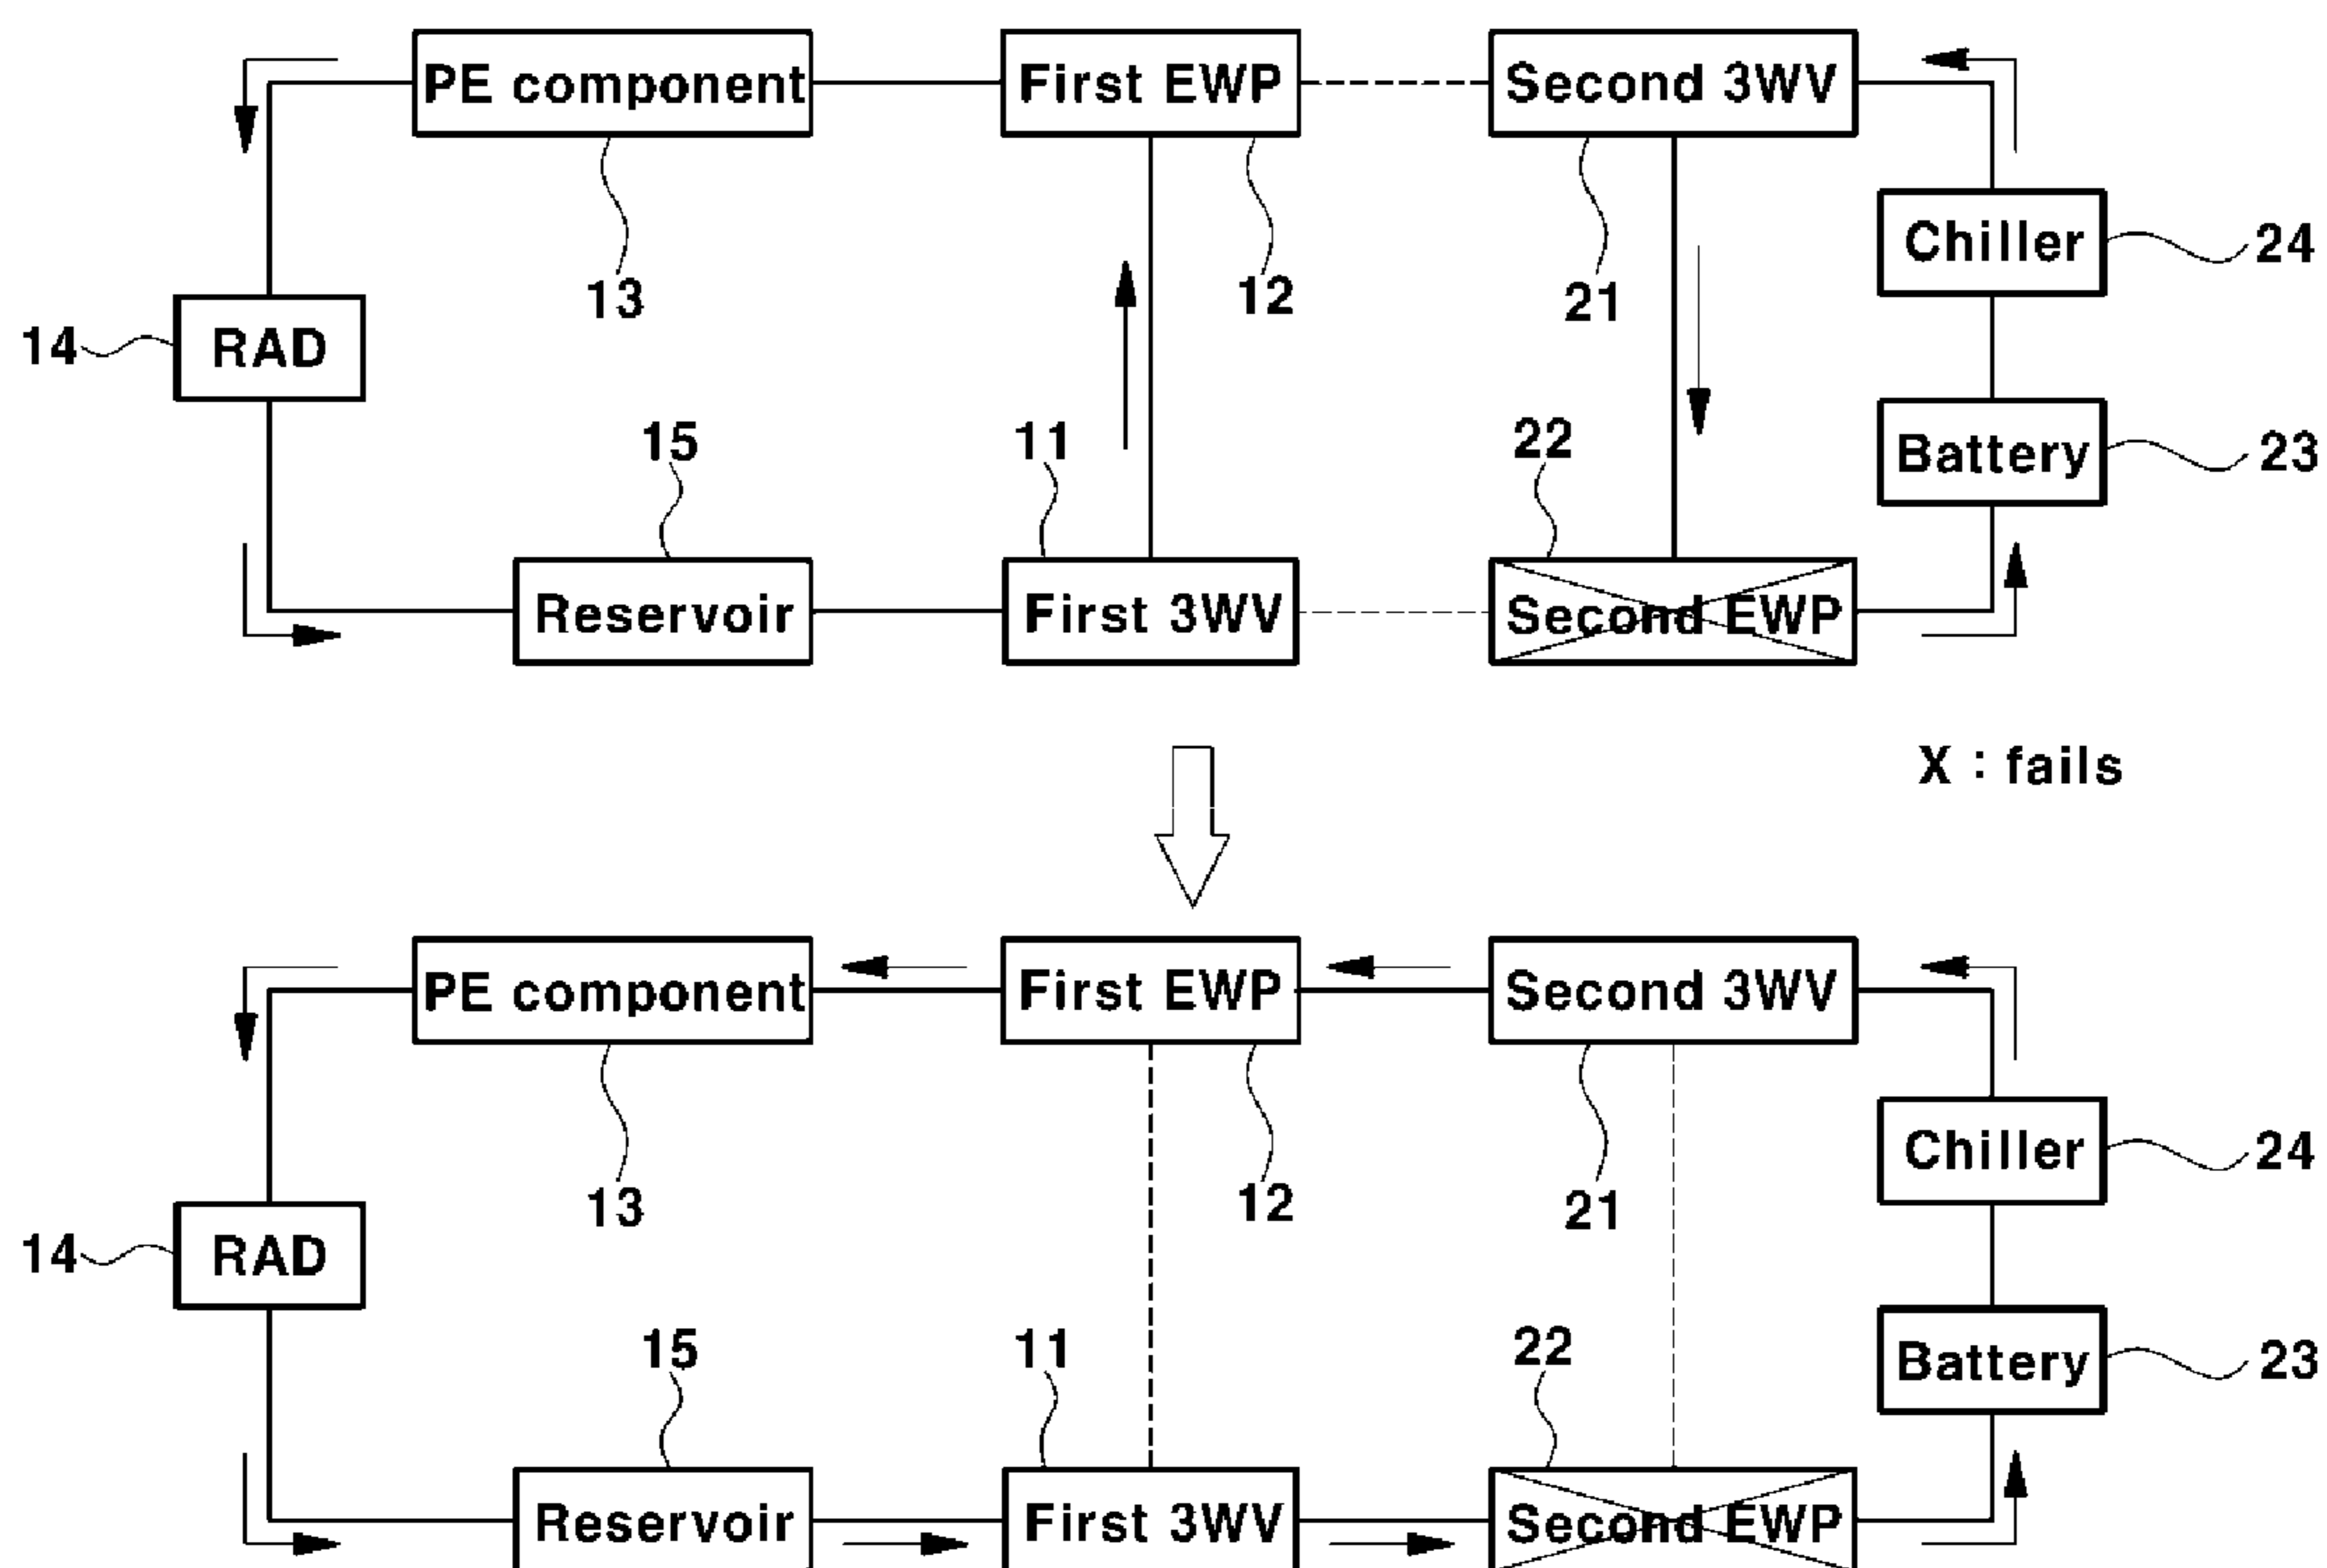 PE component
First EWP
Second 3WV
Chiller
24
13
12
21
14
RAD
15
11
22
Battery
23
Reservoir
First 3WV
Second EWP
X : fails
PE component
First EWP
Second 3WV
Chiller
24
13
12
21
14
RAD
15
11
22
Battery
23
Reservoir
First 3WV
Second EWP